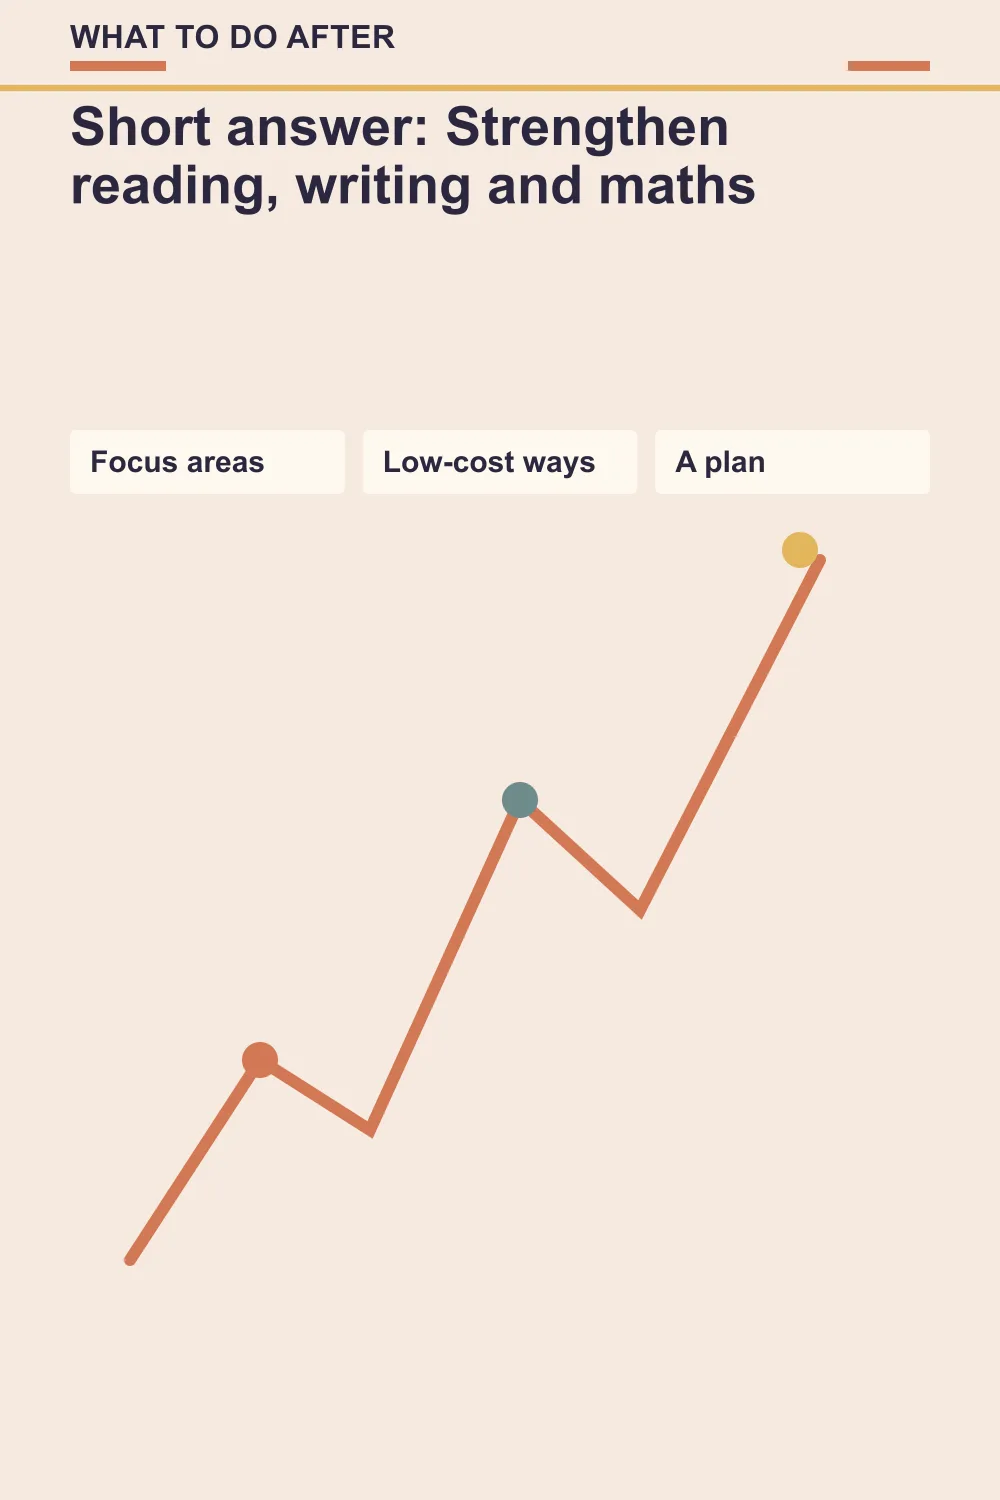 WHAT TO DO AFTER
Short answer: Strengthen
reading, writing and maths
Focus areas
Low-cost ways
A plan